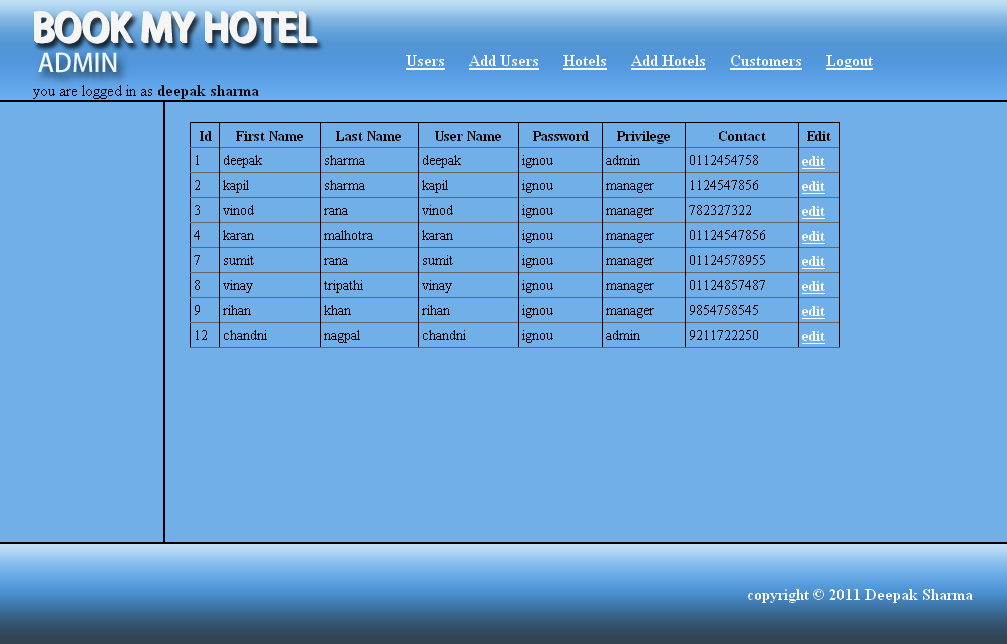 BOOK MY HOTEL
ADMIN
Users Add Users Hotels Add Hotels Customers Logout
you are logged in as deepak sharma
Id First Name Last Name User Name Password Privilege Contact Edit
1 deepak sharma deepak ignou admin 0112454758 edit
2 kapil sharma kapil ignou manager 1124547856 edit
3 vinod rana vinod ignou manager 782327322 edit
4 karan malhotra karan ignou manager 01124547856 edit
7 sumit rana sumit ignou manager 01124578955 edit
8 vinay tripathi vinay ignou manager 01124857487 edit
9 rihan khan rihan ignou manager 9854758545 edit
12 chandni nagpal chandni ignou admin 9211722250 edit
copyright © 2011 Deepak Sharma